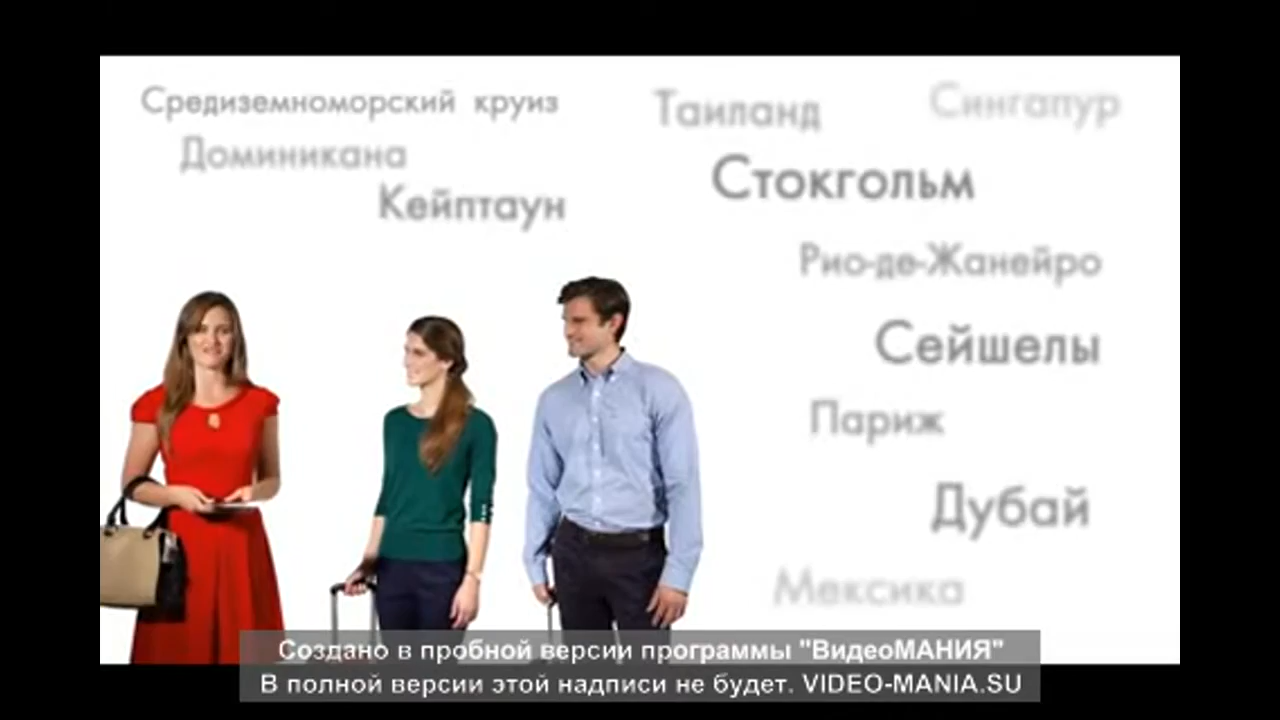 Средиземноморский круиз
Таиланд
Сингапур
Доминикана
Стокгольм
Кейптаун
Рио-де-Жанейро
Сейшелы
Париж
Дубай
Мексика
Создано в пробной версии программы "ВидеоМАНИЯ"
В полной версии этой надписи не будет. VIDEO-MANIA.SU